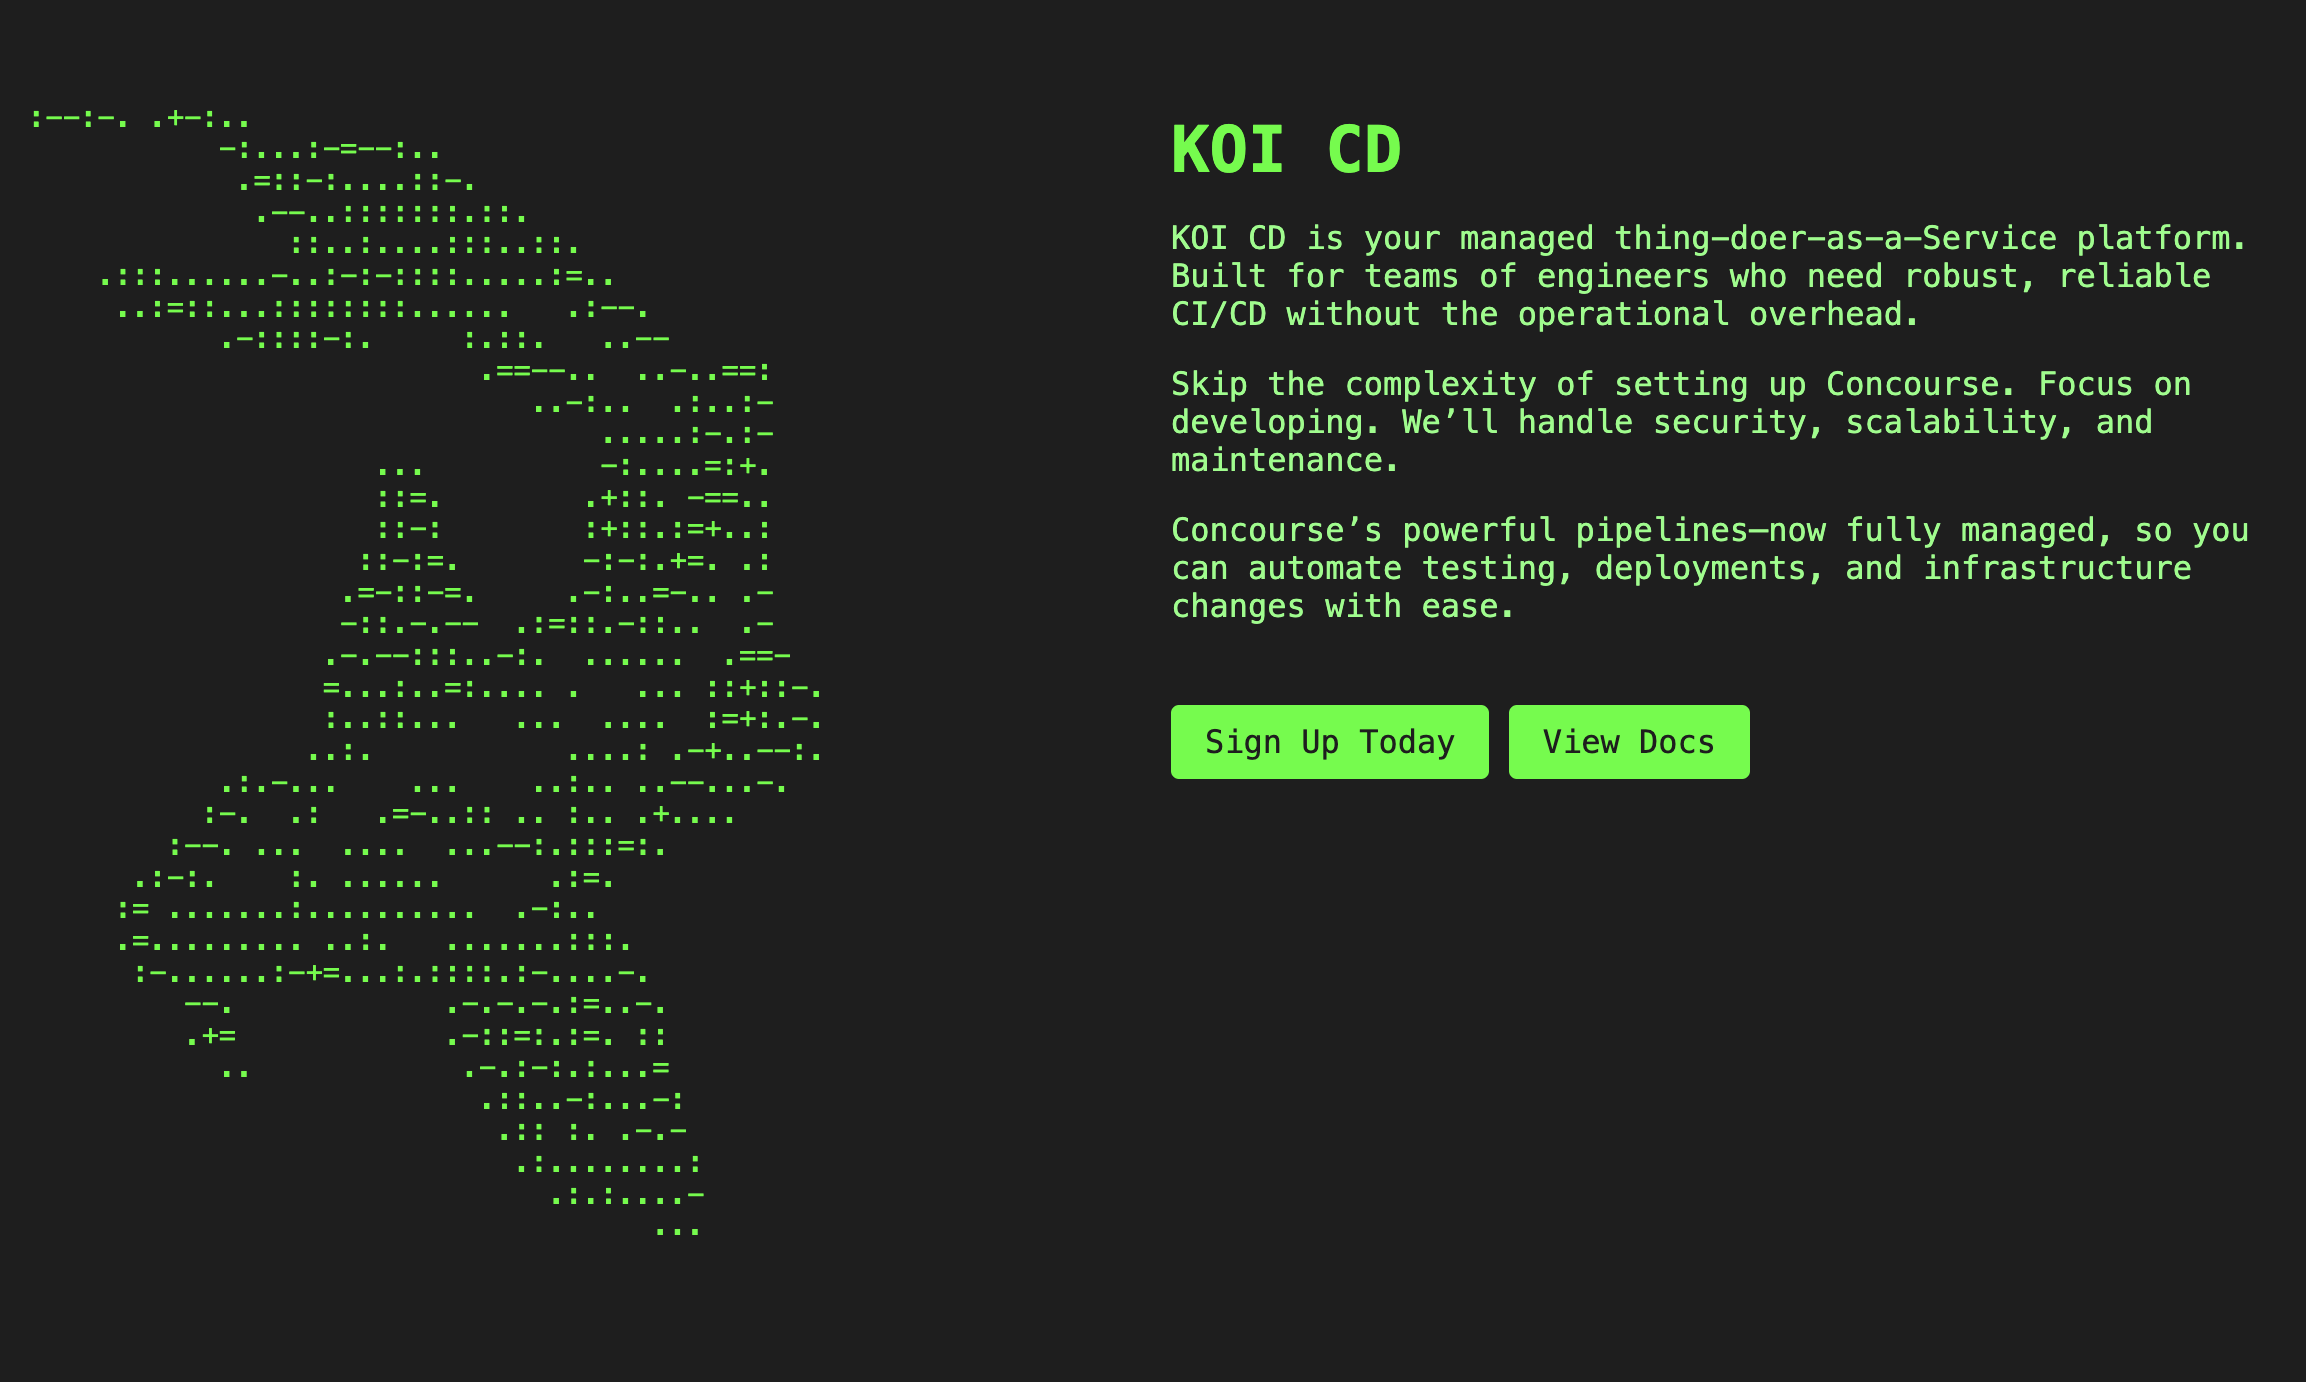 KOI CD
KOI CD is your managed thing-doer-as-a-Service platform.
Built for teams of engineers who need robust, reliable
CI/CD without the operational overhead.
Skip the complexity of setting up Concourse. Focus on
developing. We’ll handle security, scalability, and
maintenance.
Concourse’s powerful pipelines—now fully managed, so you
can automate testing, deployments, and infrastructure
changes with ease.
Sign Up Today
View Docs